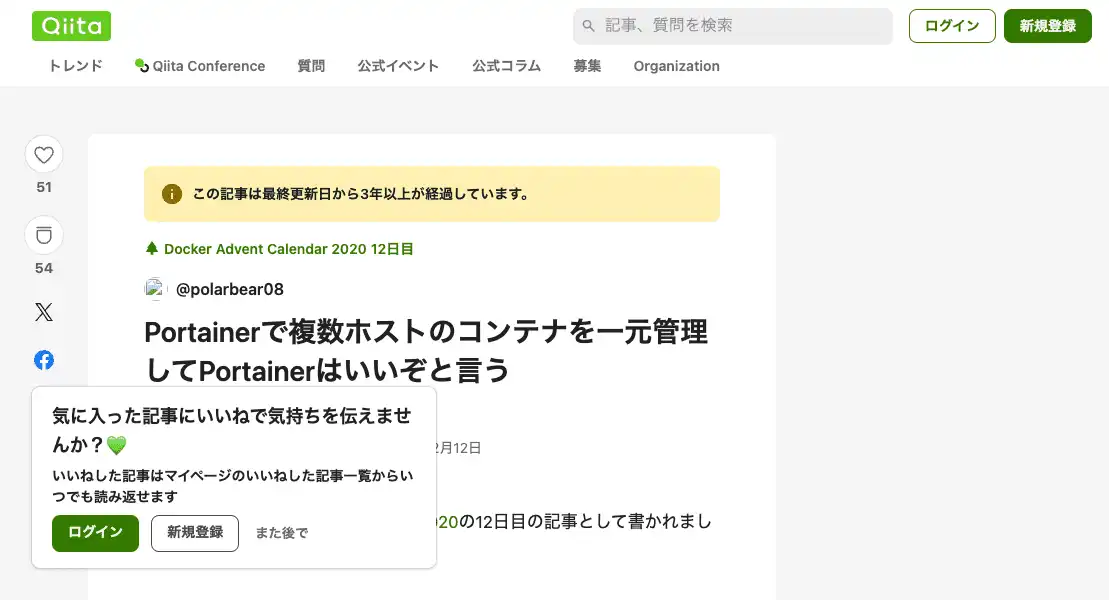 Qiita
記事、質問を検索
ログイン
新規登録
トレンド
Qiita Conference
質問
公式イベント
公式コラム
募集
Organization
51
54
この記事は最終更新日から3年以上が経過しています。
Docker Advent Calendar 2020 12日目
@polarbear08
Portainerで複数ホストのコンテナを一元管理
してPortainerはいいぞと言う
月12日
20の12日目の記事として書かれまし
気に入った記事にいいねで気持ちを伝えませ
んか？💚
いいねした記事はマイページのいいねした記事一覧からい
つでも読み返せます
ログイン
新規登録
また後で